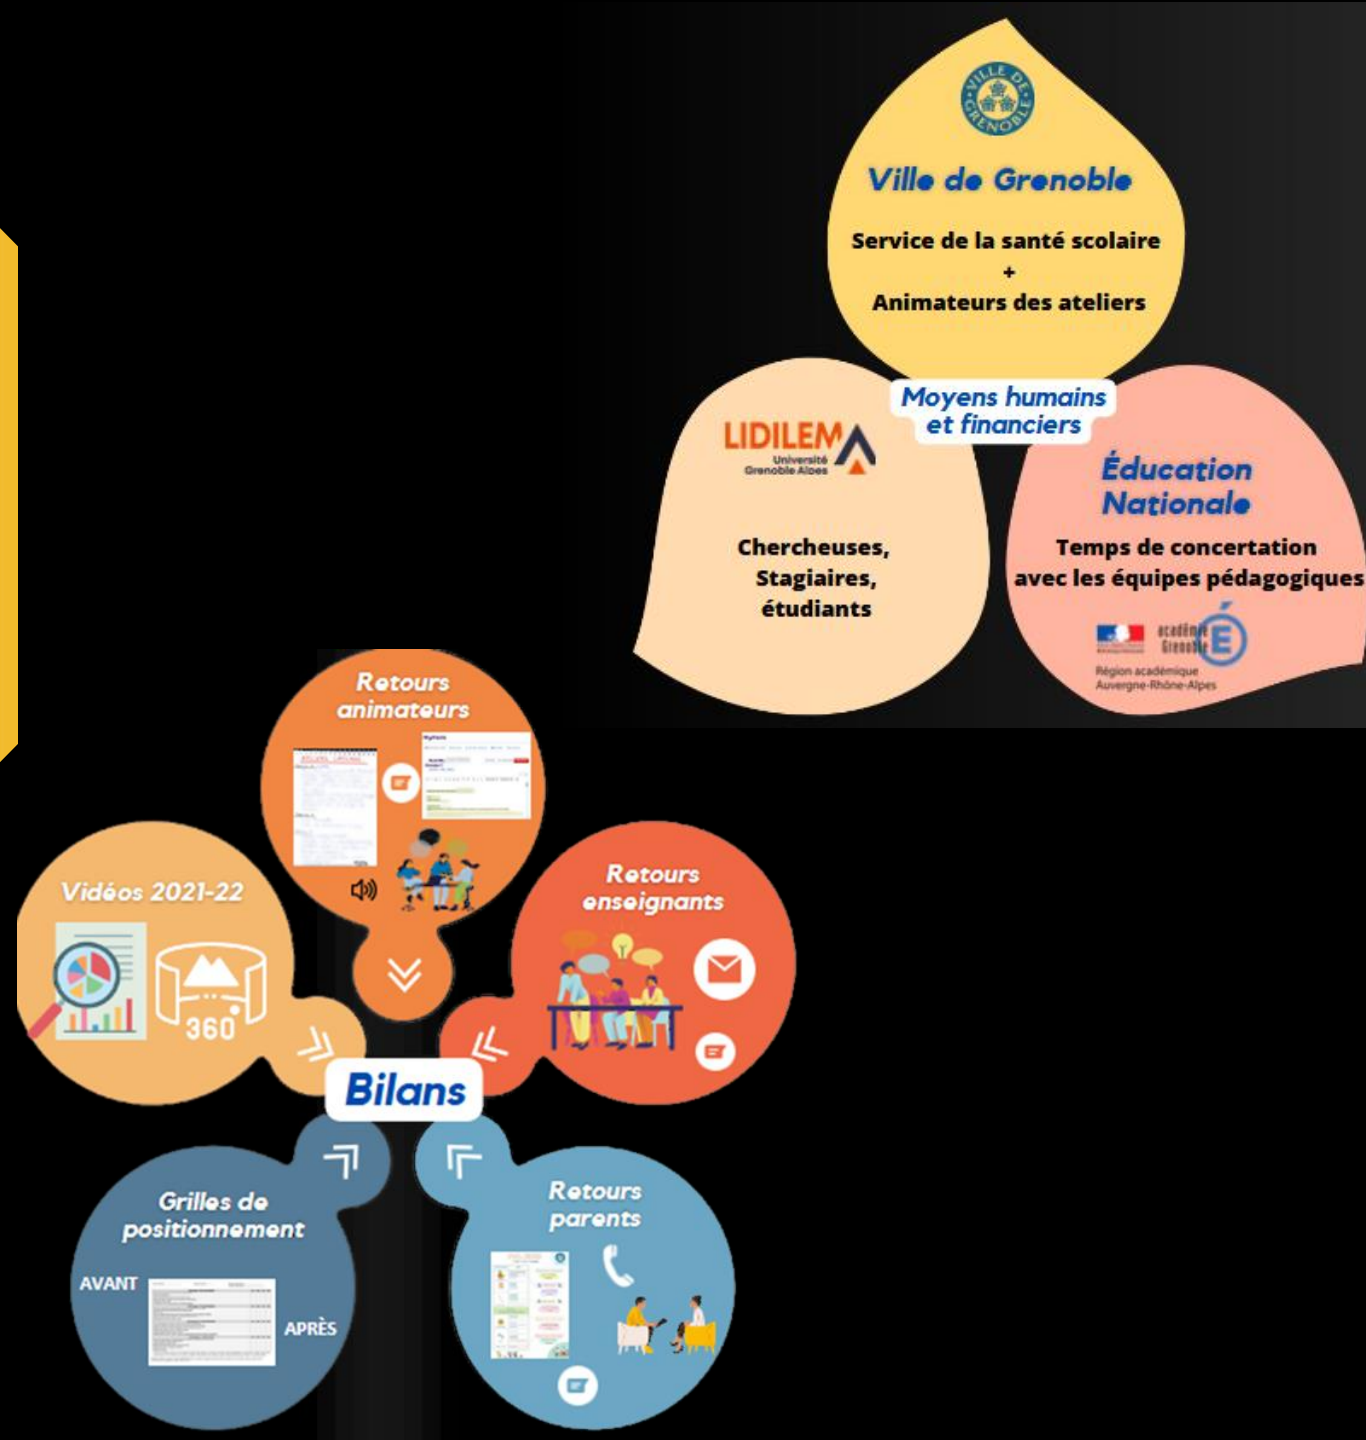 VILLE DE GRENOBLE
Ville de Grenoble
Service de la santé scolaire
+
Animateurs des ateliers
Moyens humains
et financiers
LIDILEM
Université
Grenoble Alpes
Chercheuses,
Stagiaires,
étudiants
Éducation
Nationale
Temps de concertation
avec les équipes pédagogiques
académie
Grenoble
É
Région académique
Auvergne-Rhône-Alpes
Retours
animateurs
Vidéos 2021-22
360°
Retours
enseignants
Bilans
Grilles de
positionnement
AVANT
APRÈS
Retours
parents